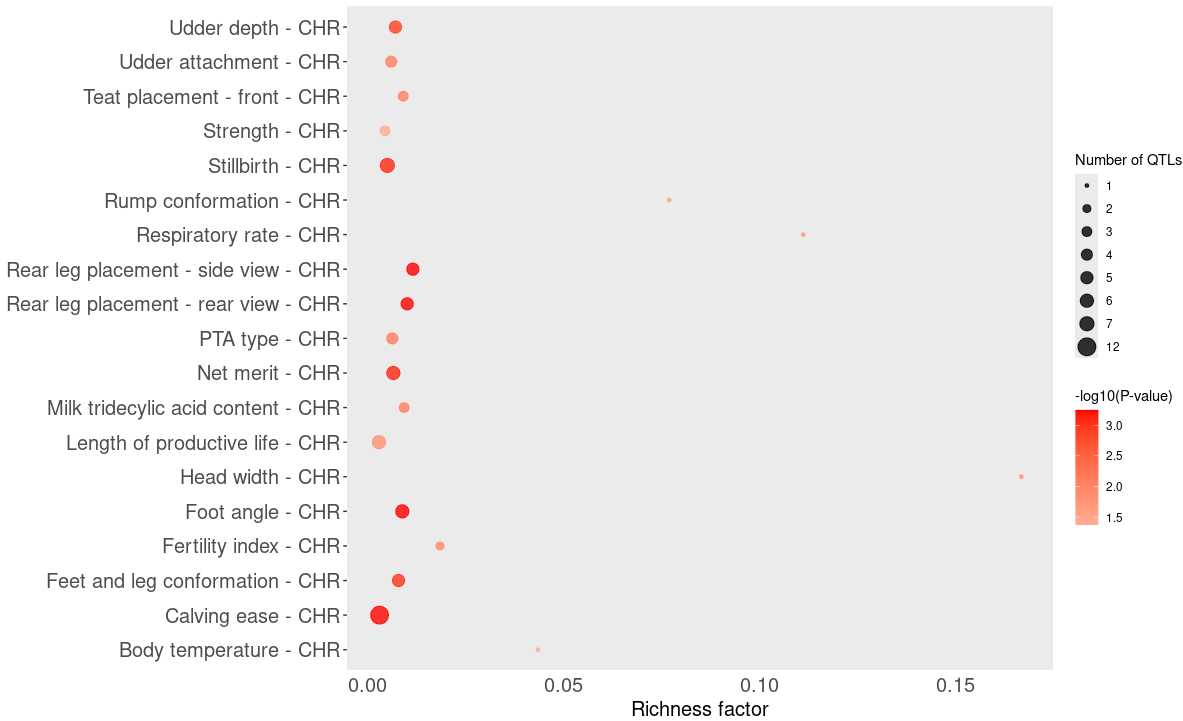 Udder depth - CHR
Udder attachment - CHR
Teat placement - front - CHR
Strength - CHR
Stillbirth - CHR
Rump conformation - CHR
Respiratory rate - CHR
Rear leg placement - side view - CHR
Rear leg placement - rear view - CHR
PTA type - CHR
Net merit - CHR
Milk tridecylic acid content - CHR
Length of productive life - CHR
Head width - CHR
Foot angle - CHR
Fertility index - CHR
Feet and leg conformation - CHR
Calving ease - CHR
Body temperature - CHR
0.00 0.05 0.10 0.15
Richness factor
Number of QTLs
1
2
3
4
5
6
7
12
-log10(P-value)
3.0
2.5
2.0
1.5